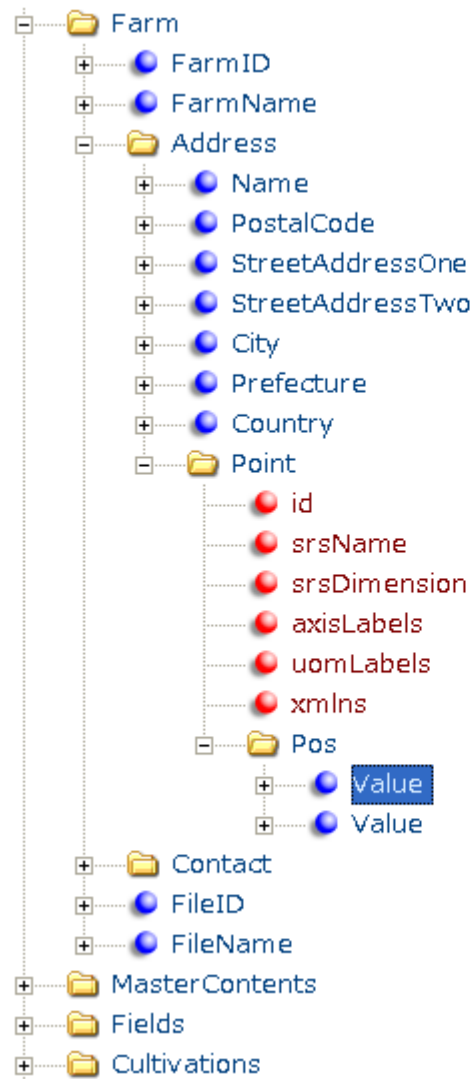 Farm
FarmID
FarmName
Address
Name
PostalCode
StreetAddressOne
StreetAddressTwo
City
Prefecture
Country
Point
id
srsName
srsDimension
axisLabels
uomLabels
xmlns
Pos
Value
Value
Contact
FileID
FileName
MasterContents
Fields
Cultivations